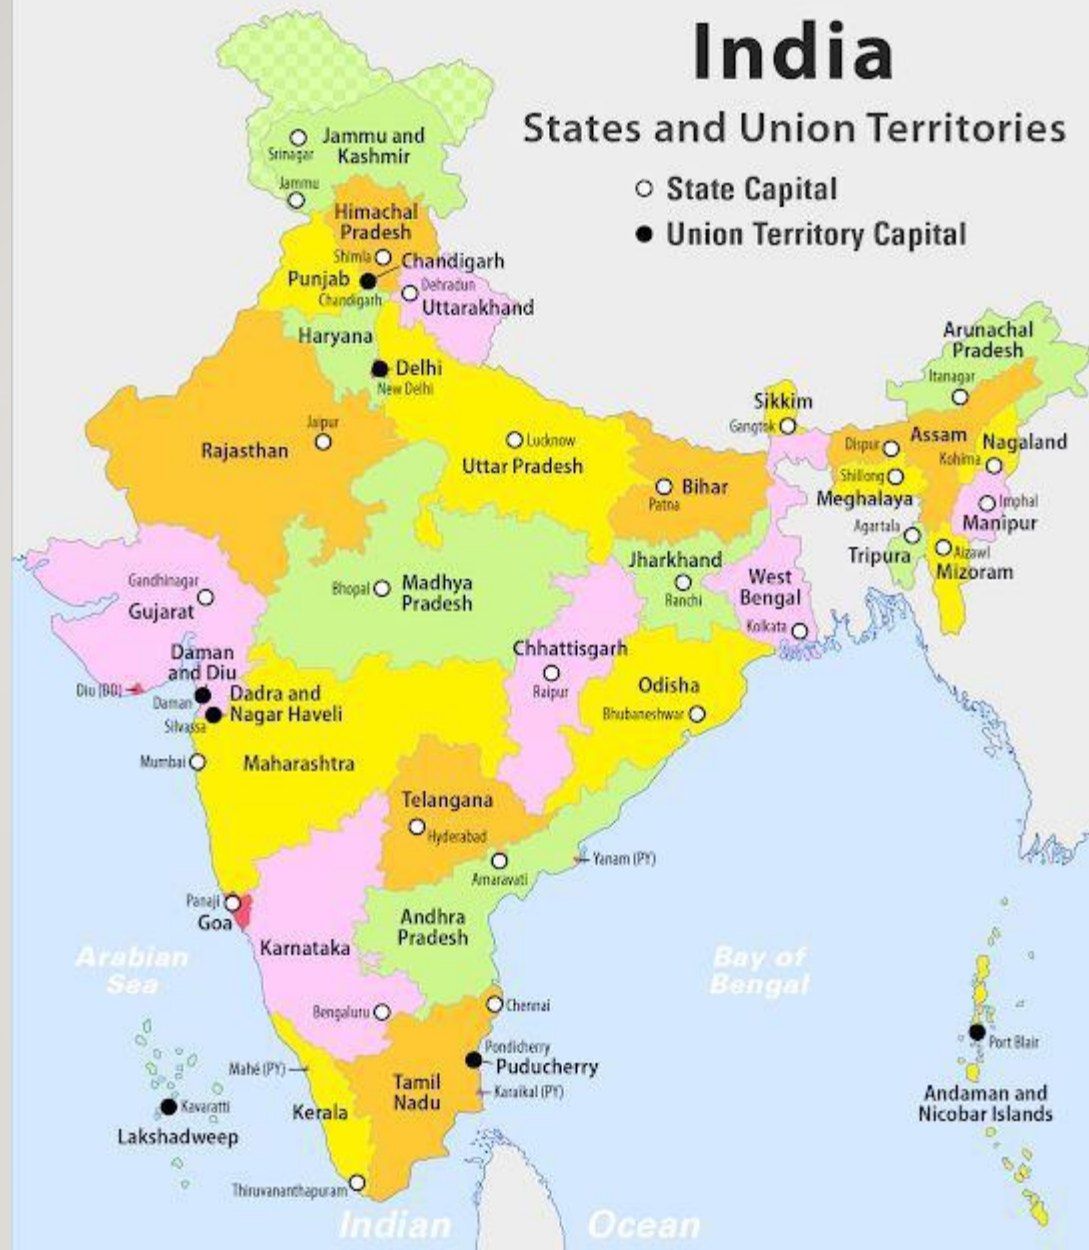 India
States and Union Territories
State Capital
Union Territory Capital
Jammu and
Kashmir
Srinagar
Jammu
Himachal
Pradesh
Shimla
Chandigarh
Punjab
Chandigarh
Dehradun
Uttarakhand
Haryana
Delhi
New Delhi
Arunachal
Pradesh
Itanagar
Sikkim
Gangtok
Jaipur
Rajasthan
Lucknow
Uttar Pradesh
Dispur
Assam
Nagaland
Kohima
Shillong
Meghalaya
Imphal
Manipur
Bihar
Patna
Agartala
Tripura
Aizawl
Mizoram
Jharkhand
Ranchi
West
Bengal
Kolkata
Gandhinagar
Gujarat
Bhopal
Madhya
Pradesh
Chhattisgarh
Raipur
Daman
and Diu
Diu (DD)
Daman
Dadra and
Nagar Haveli
Silvassa
Odisha
Bhubaneshwar
Mumbai
Maharashtra
Telangana
Hyderabad
Yanam (PY)
Amaravati
Panaji
Goa
Andhra
Pradesh
Karnataka
Arabian
Sea
Bay of
Bengal
Bengaluru
Chennai
Port Blair
Pondicherry
Puducherry
Mahé (PY)
Karaikal (PY)
Tamil
Nadu
Kerala
Kavaratti
Lakshadweep
Andaman and
Nicobar Islands
Thiruvananthapuram
Indian Ocean